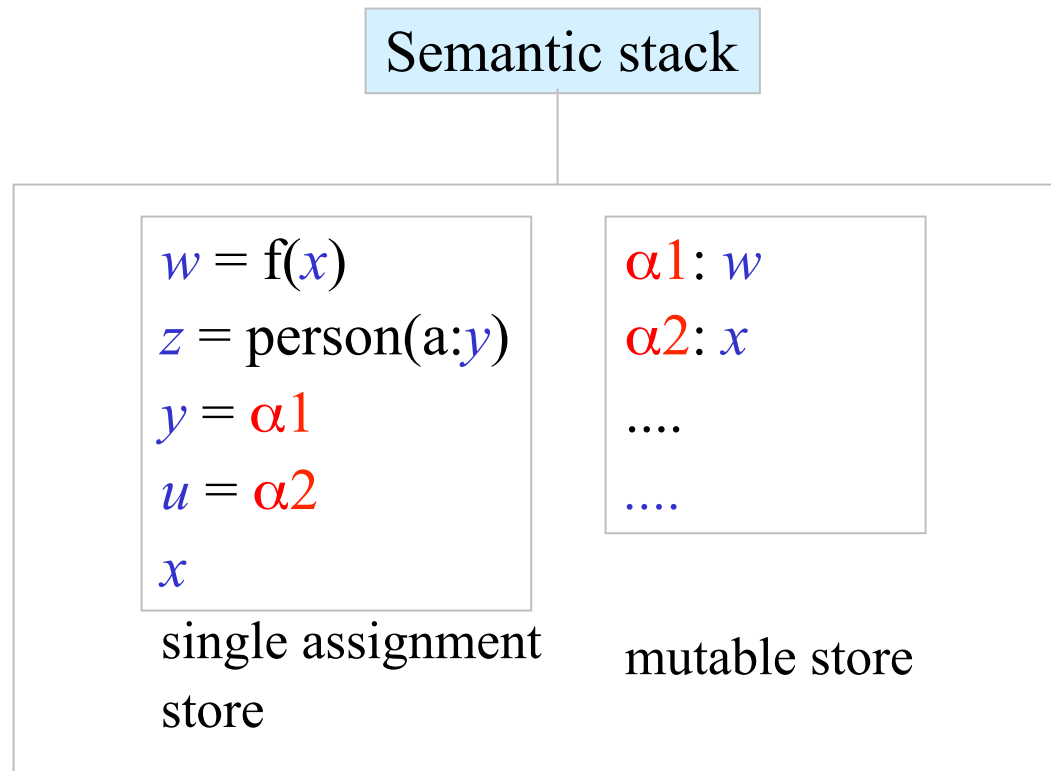 Semantic stack
w = f(x)
z = person(a:y)
y = α1
u = α2
x
single assignment
store
α1: w
α2: x
....
....
mutable store